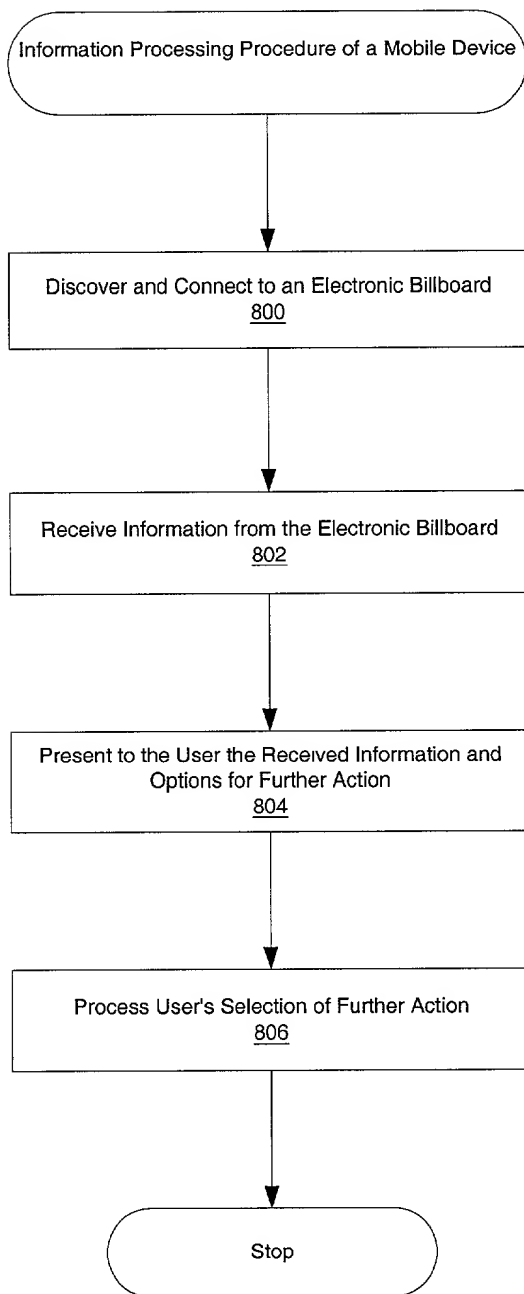 Information Processing Procedure of a Mobile Device
Discover and Connect to an Electronic Billboard
800
Receive Information from the Electronic Billboard
802
Present to the User the Received Information and
Options for Further Action
804
Process User's Selection of Further Action
806
Stop